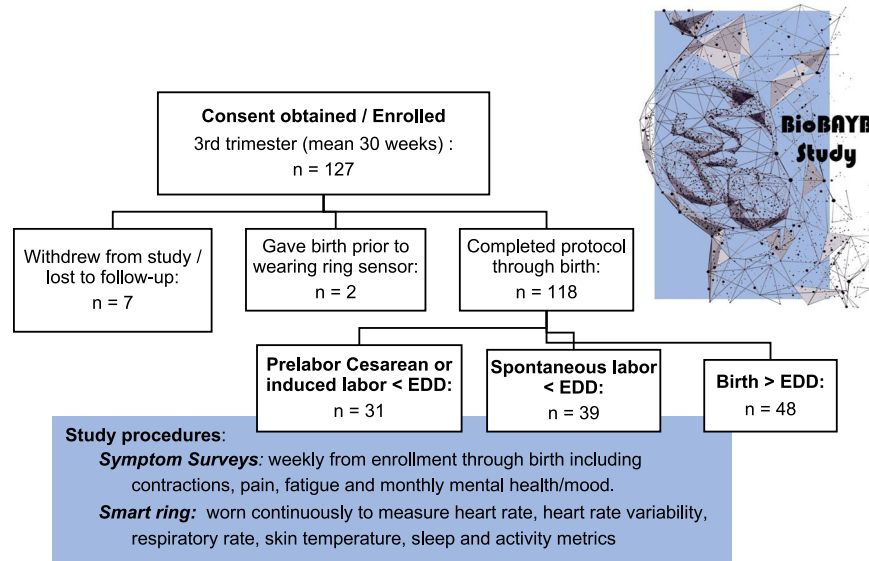 BioBAYB
Study
Consent obtained / Enrolled
3rd trimester (mean 30 weeks) :
n = 127
Withdrew from study /
lost to follow-up:
n = 7
Gave birth prior to
wearing ring sensor:
n = 2
Completed protocol
through birth:
n = 118
Prelabor Cesarean or
induced labor < EDD:
n = 31
Spontaneous labor
< EDD:
n = 39
Birth > EDD:
n = 48
Study procedures:
Symptom Surveys: weekly from enrollment through birth including
contractions, pain, fatigue and monthly mental health/mood.
Smart ring: worn continuously to measure heart rate, heart rate variability,
respiratory rate, skin temperature, sleep and activity metrics